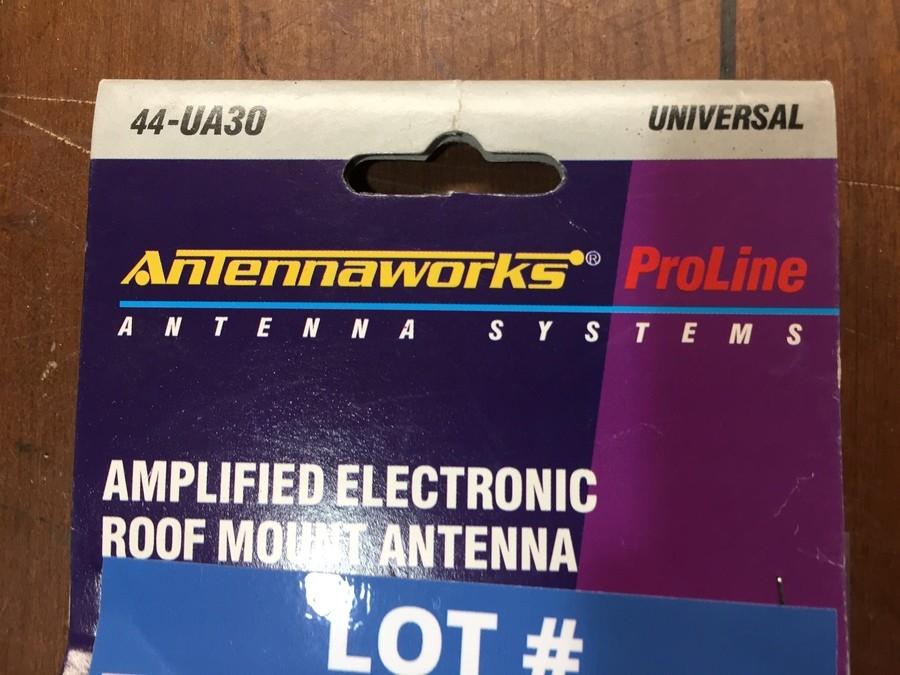 44-UA30 UNIVERSAL
Antennaworks® ProLine
ANTENNA SYSTEMS
AMPLIFIED ELECTRONIC
ROOF MOUNT ANTENNA
LOT #